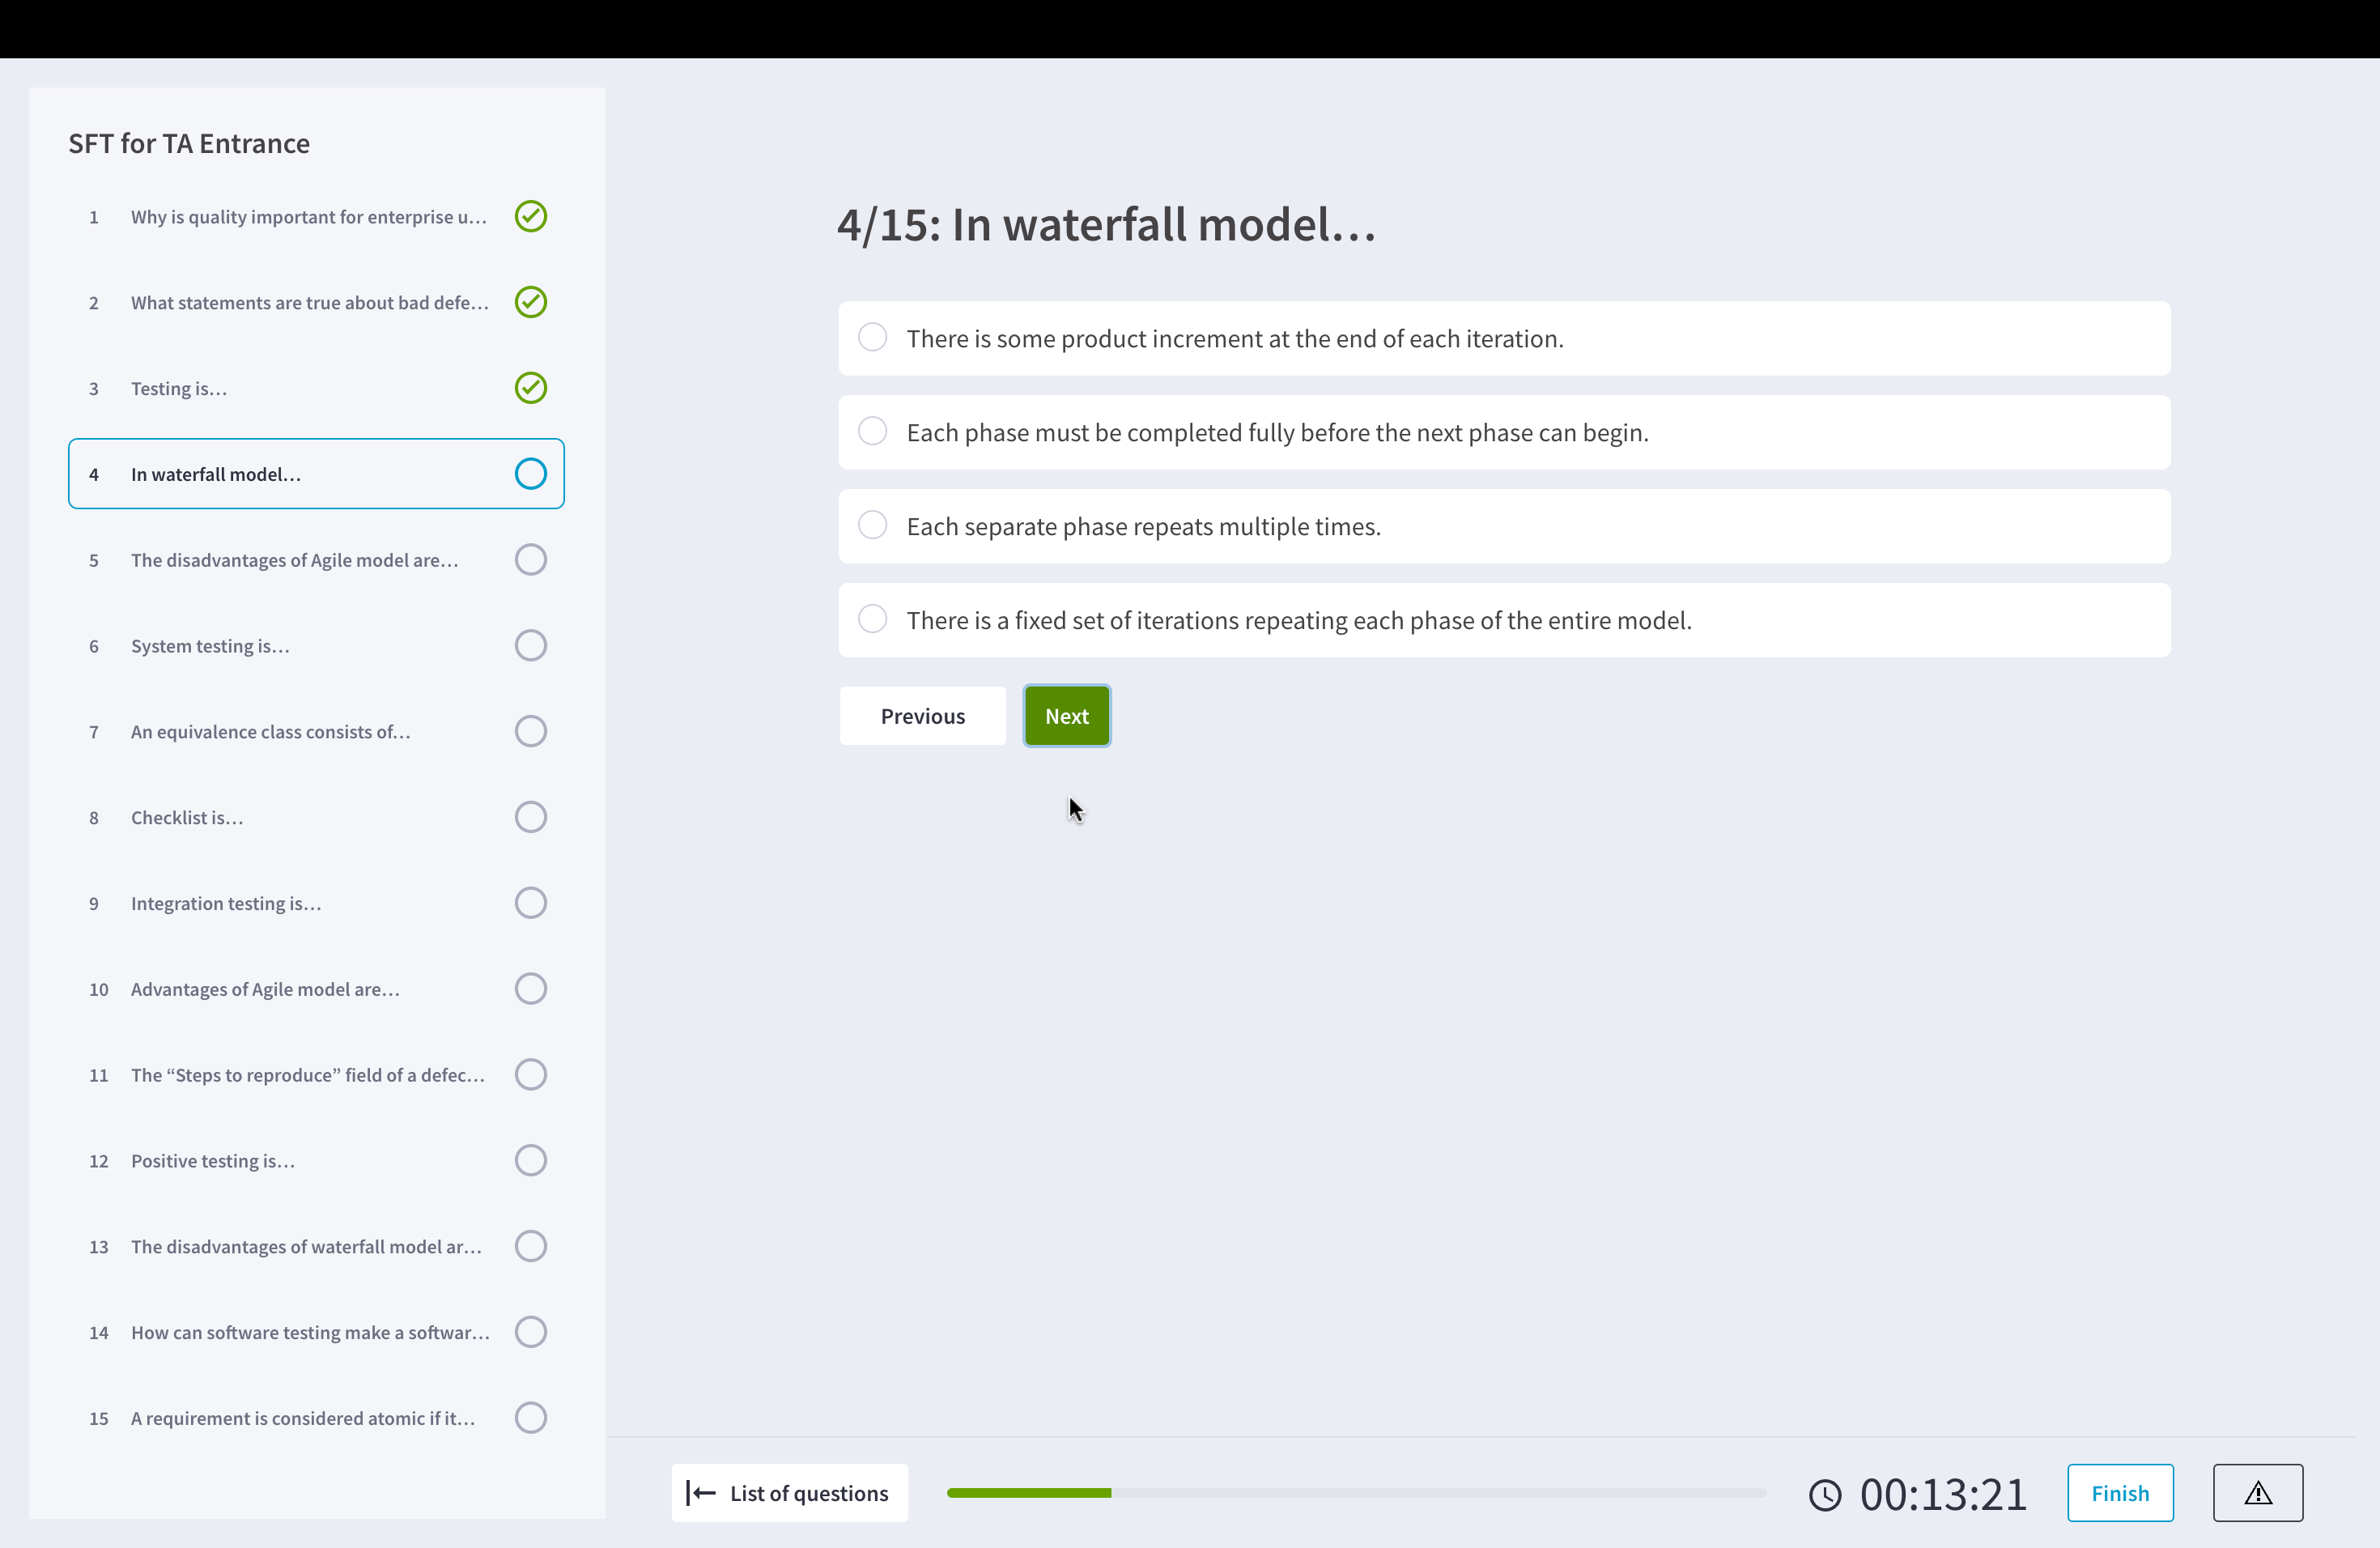 SFT for TA Entrance
1 Why is quality important for enterprise u...
2 What statements are true about bad defe...
3 Testing is...
4 In waterfall model...
5 The disadvantages of Agile model are...
6 System testing is...
7 An equivalence class consists of...
8 Checklist is...
9 Integration testing is...
10 Advantages of Agile model are...
11 The “Steps to reproduce” field of a defec...
12 Positive testing is...
13 The disadvantages of waterfall model ar...
14 How can software testing make a softwar...
15 A requirement is considered atomic if it...
4/15: In waterfall model...
There is some product increment at the end of each iteration.
Each phase must be completed fully before the next phase can begin.
Each separate phase repeats multiple times.
There is a fixed set of iterations repeating each phase of the entire model.
Previous Next
List of questions 00:13:21 Finish